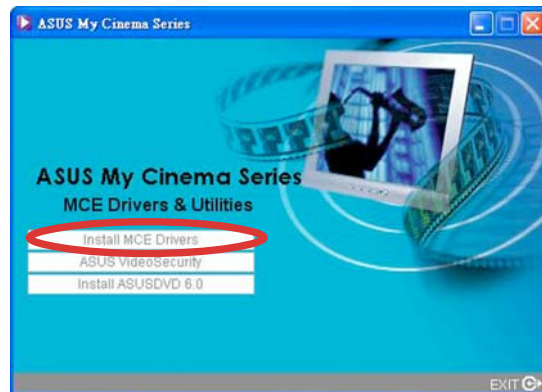 ASUS My Cinema Series
ASUS My Cinema Series
MCE Drivers & Utilities
Install MCE Drivers
ASUS VideoSecurity
Install ASUSDVD 6.0
EXIT